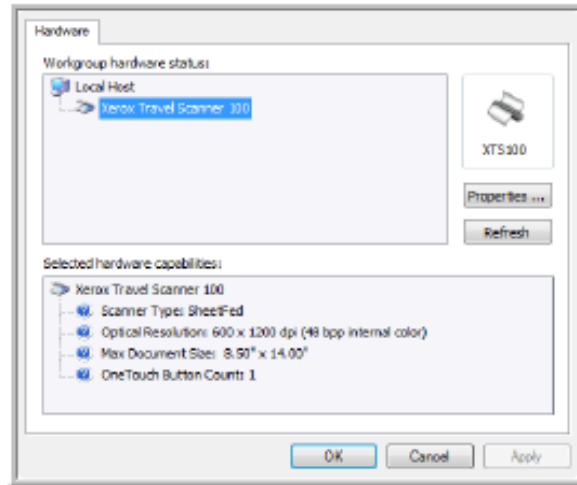 Hardware
Workgroup hardware status:
Local Host
Xerox Travel Scanner 100
XTS100
Properties ...
Refresh
Selected hardware capabilities:
Xerox Travel Scanner 100
Scanner Type: SheetFed
Optical Resolution: 600 x 1200 dpi (48 bpp internal color)
Max Document Size: 8.50" x 14.00"
OneTouch Button Count: 1
OK Cancel Apply